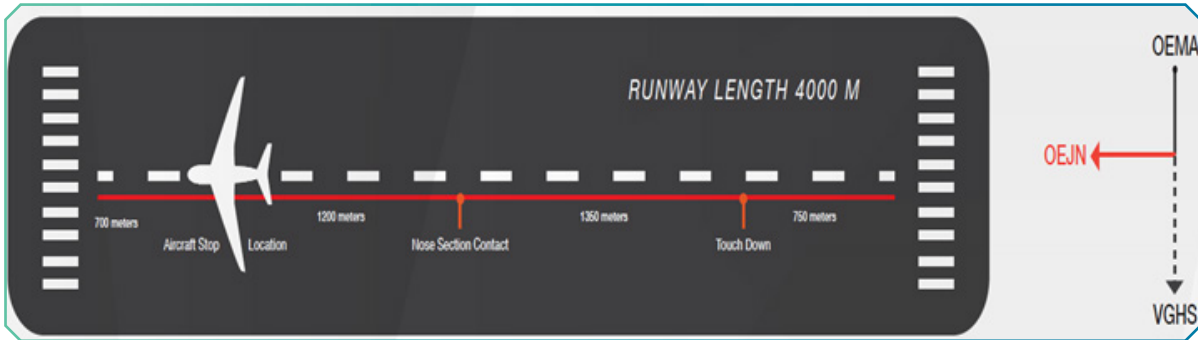 RUNWAY LENGTH 4000 M
OEMA
OEJN
700 meters
1200 meters
1350 meters
750 meters
Aircraft Stop Location
Nose Section Contact
Touch Down
VGHS